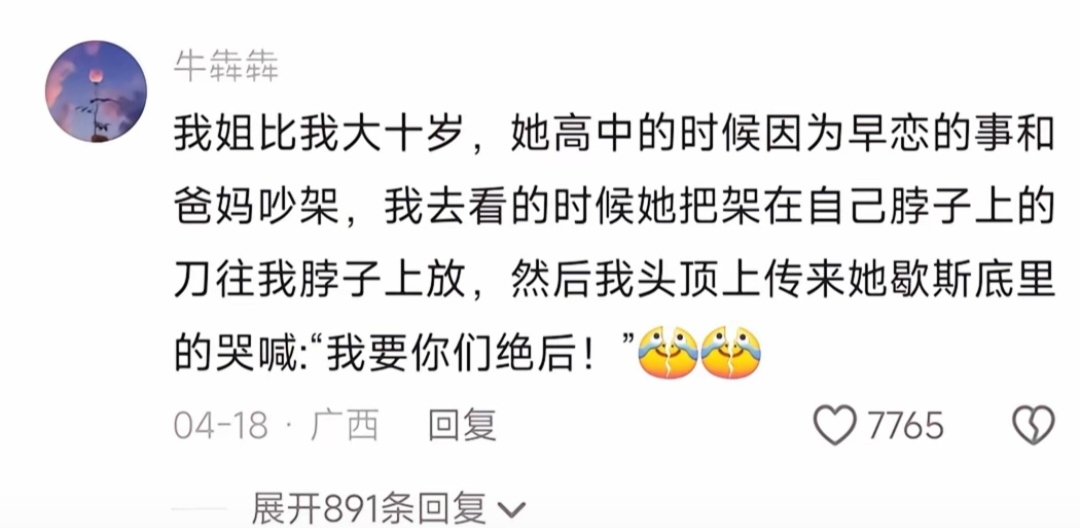 牛犇犇
我姐比我大十岁，她高中的时候因为早恋的事和
爸妈吵架，我去看的时候她把架在自己脖子上的
刀往我脖子上放，然后我头顶上传来她歇斯底里
的哭喊:“我要你们绝后！”
04-18 · 广西 回复 7765
展开891条回复